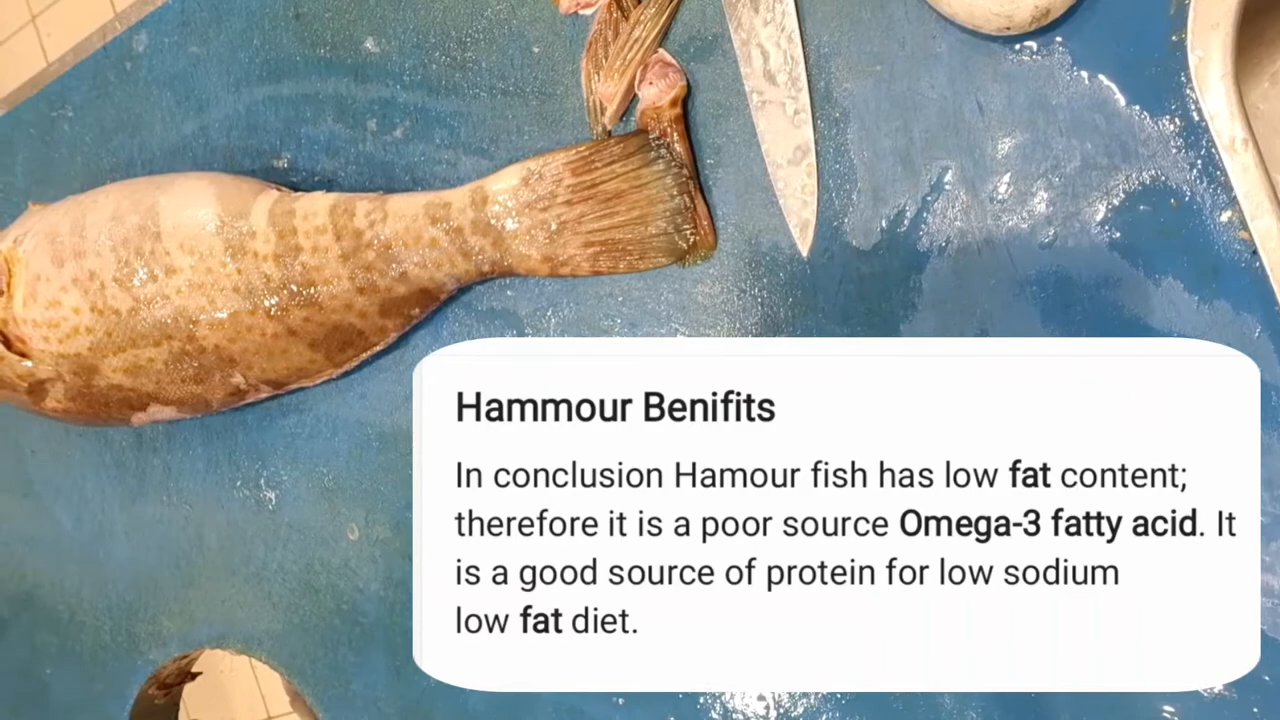 Hammour Benifits
In conclusion Hamour fish has low fat content;
therefore it is a poor source Omega-3 fatty acid. It
is a good source of protein for low sodium
low fat diet.